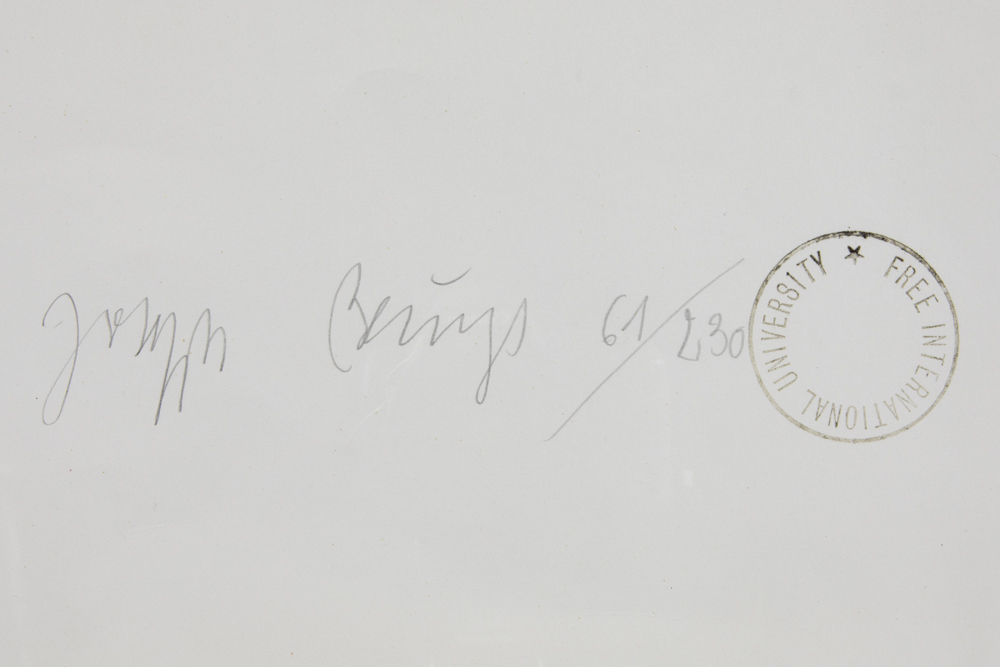 Joseph Beuys 61/230
FREE INTERNATIONAL UNIVERSITY